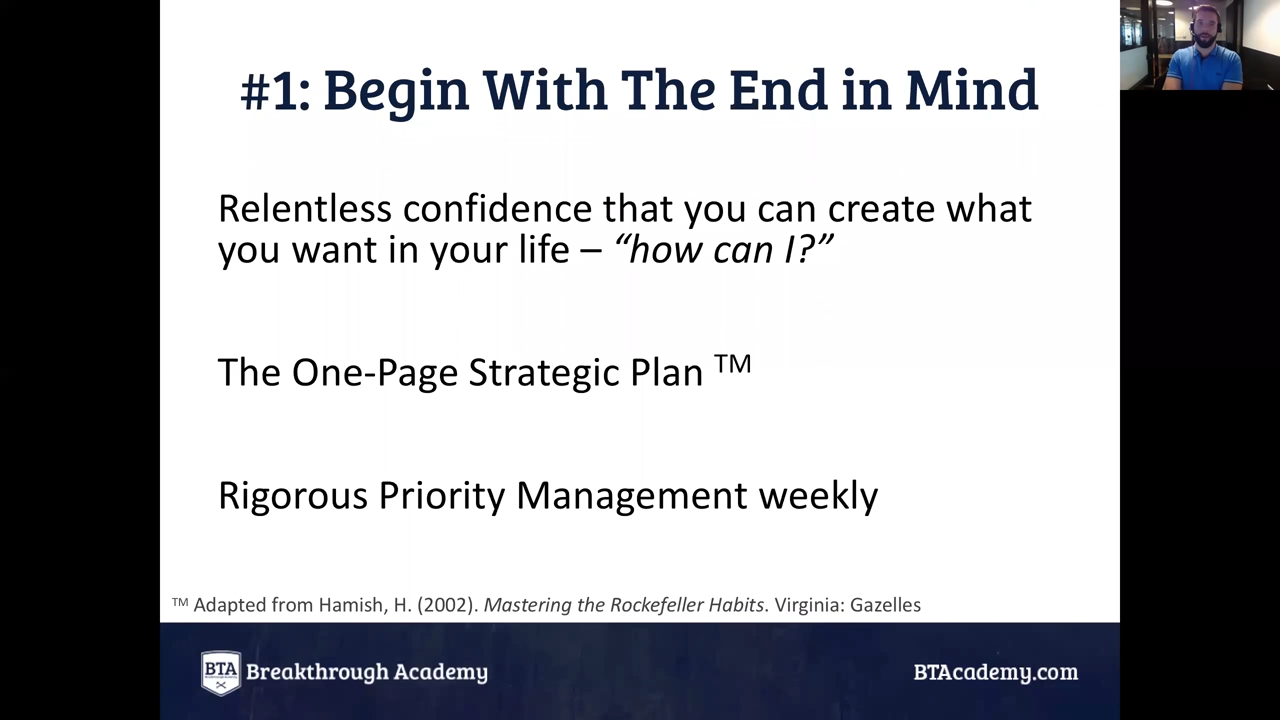 #1: Begin With The End in Mind
Relentless confidence that you can create what
you want in your life – “how can I?”
The One-Page Strategic Plan TM
Rigorous Priority Management weekly
TM Adapted from Hamish, H. (2002). Mastering the Rockefeller Habits. Virginia: Gazelles
BTA
Breakthrough Academy
BTAcademy.com